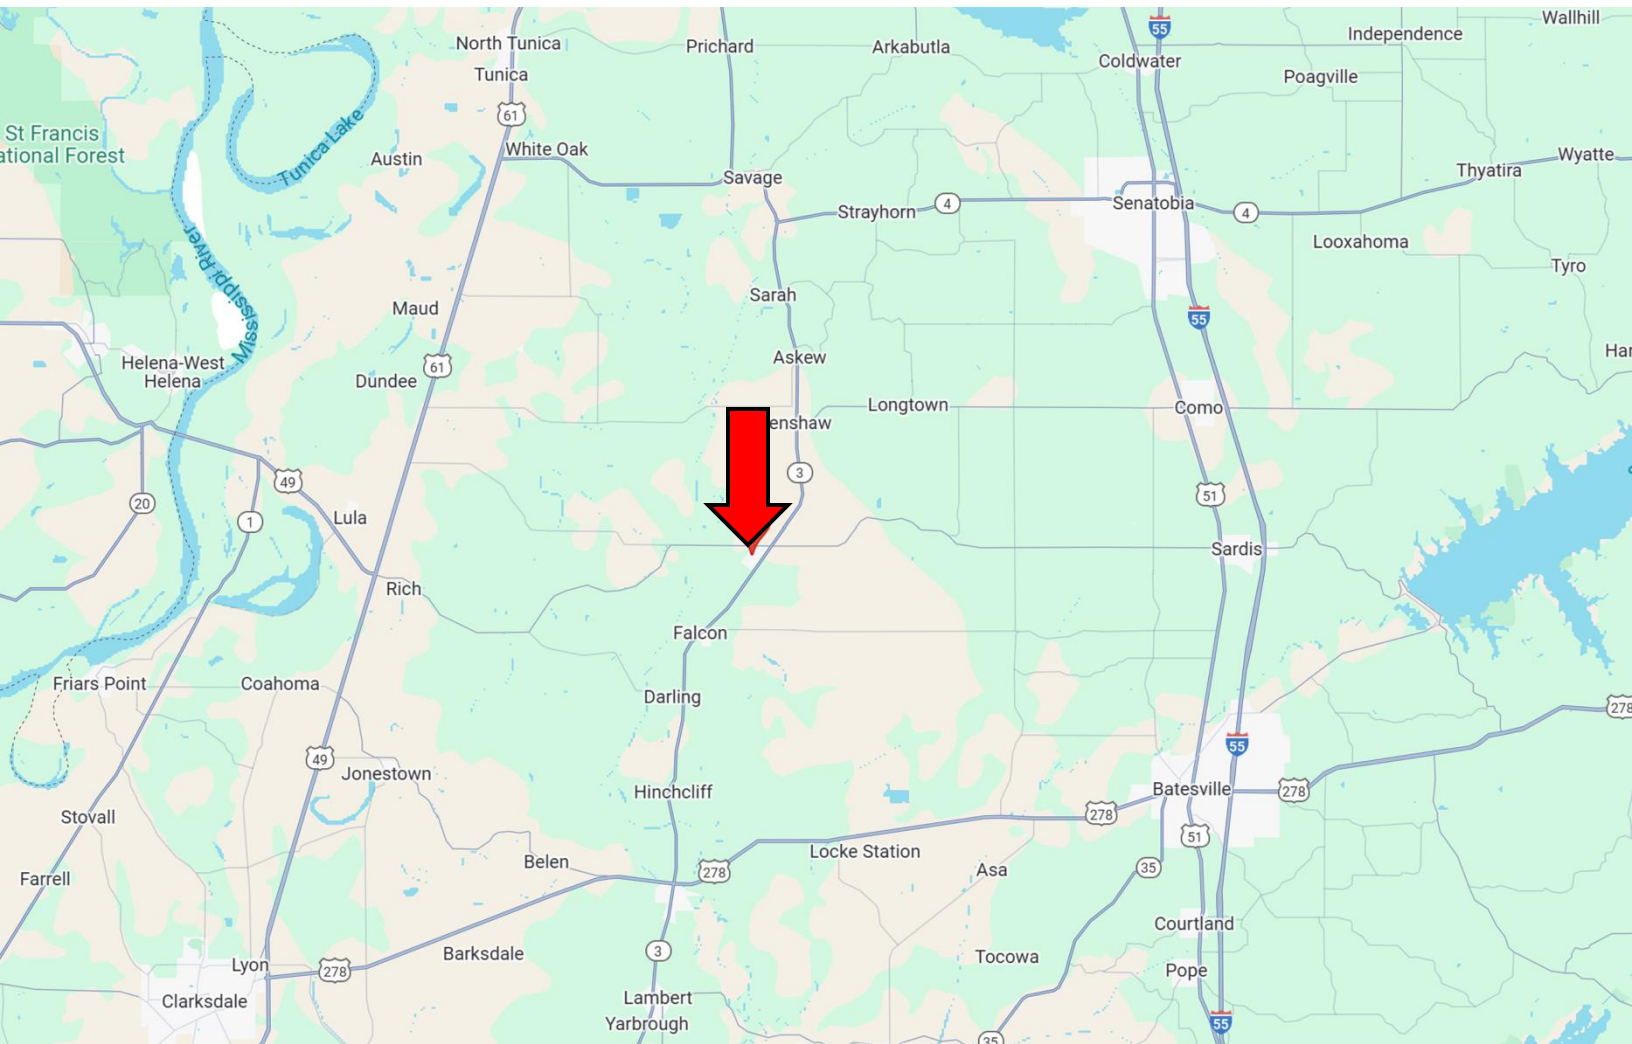 Wallhill
55
Independence
North Tunica
Prichard
Arkabutla
Coldwater
Tunica
Poagville
61
St Francis
ational Forest
Tunica Lake
White Oak
Austin
Wyatte
Thyatira
Savage
4
Senatobia
Strayhorn
4
Looxahoma
Mississippi River
Tyro
Sarah
Maud
55
Har
Askew
Helena-West
Helena
61
Dundee
Longtown
Como
enshaw
3
49
51
20
1
Lula
Sardis
Rich
Falcon
Friars Point
Coahoma
Darling
278
55
49
Jonestown
Hinchcliff
Batesville
278
278
Stovall
51
Locke Station
Belen
35
278
Asa
Farrell
Courtland
3
Barksdale
Tocowa
Lyon
278
Pope
Clarksdale
Lambert
Yarbrough
55
35